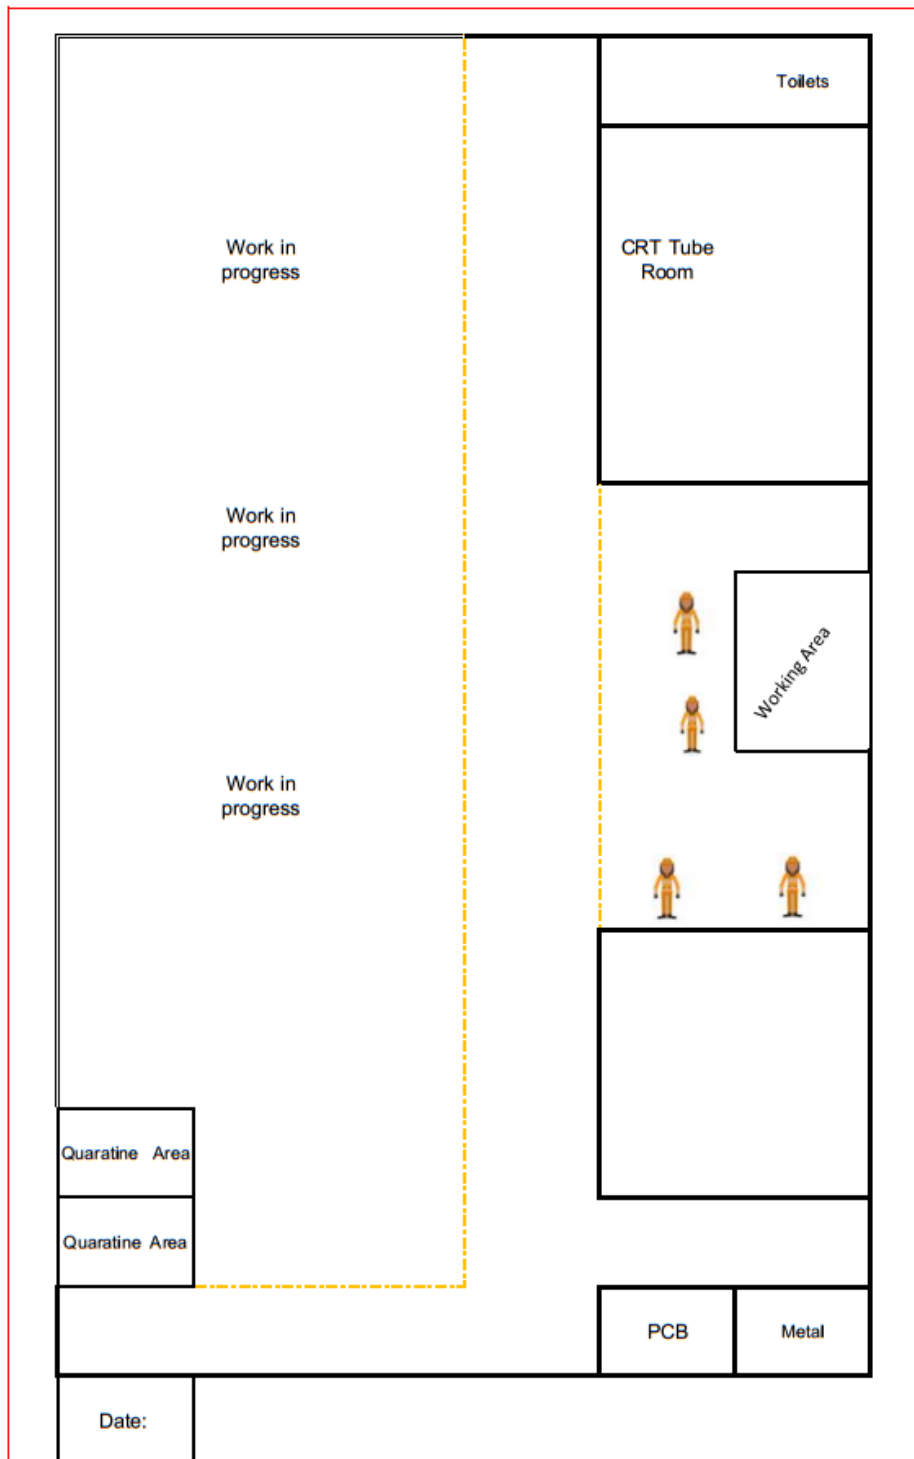 Toilets
Work in
progress
CRT Tube
Room
Work in
progress
Working Area
Work in
progress
Quaratine Area
Quaratine Area
PCB
Metal
Date: